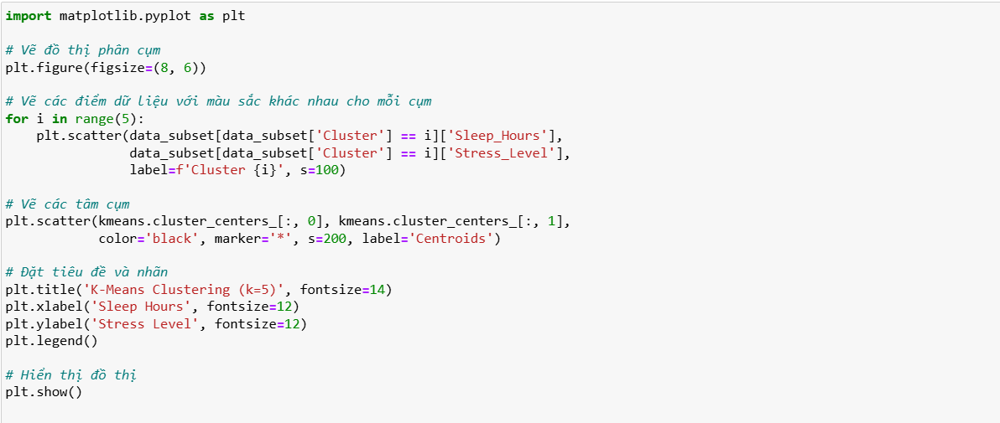 import matplotlib.pyplot as plt
# Vẽ đồ thị phân cụm
plt.figure(figsize=(8, 6))
# Vẽ các điểm dữ liệu với màu sắc khác nhau cho mỗi cụm
for i in range(5):
    plt.scatter(data_subset[data_subset['Cluster'] == i]['Sleep_Hours'],
                data_subset[data_subset['Cluster'] == i]['Stress_Level'],
                label=f'Cluster {i}', s=100)
# Vẽ các tâm cụm
plt.scatter(kmeans.cluster_centers_[:, 0], kmeans.cluster_centers_[:, 1],
            color='black', marker='*', s=200, label='Centroids')
# Đặt tiêu đề và nhãn
plt.title('K-Means Clustering (k=5)', fontsize=14)
plt.xlabel('Sleep Hours', fontsize=12)
plt.ylabel('Stress Level', fontsize=12)
plt.legend()
# Hiển thị đồ thị
plt.show()